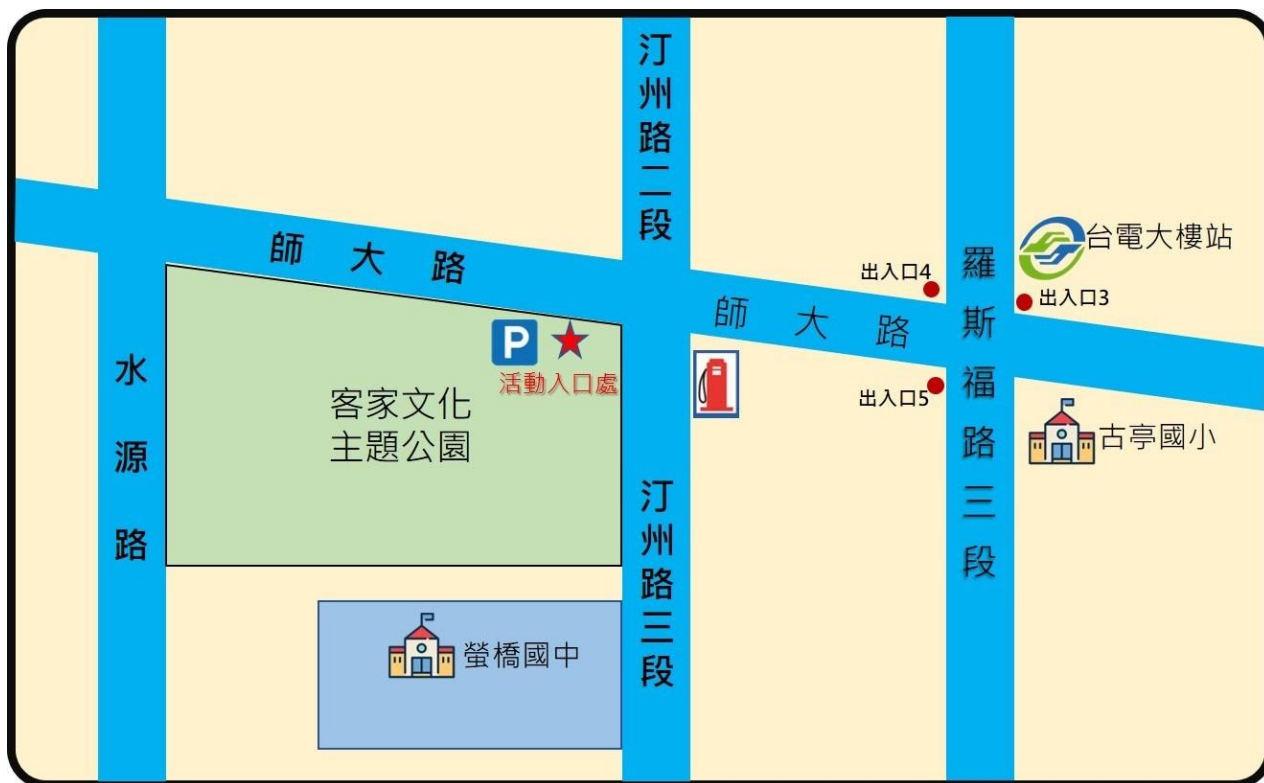 汀州路二段
師大路
台電大樓站
羅斯福路三段
出入口4
出入口3
師大路
P
活動入口處
水源路
出入口5
客家文化
主題公園
古亭國小
汀州路三段
螢橋國中